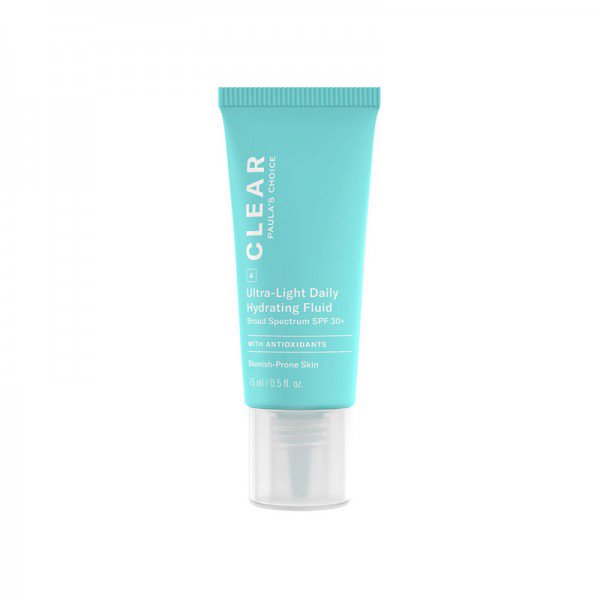 CLEAR
PAULA'S CHOICE
4
Ultra-Light Daily
Hydrating Fluid
Broad Spectrum SPF 30+
WITH ANTIOXIDANTS
Blemish-Prone Skin
15 ml / 0.5 fl. oz.